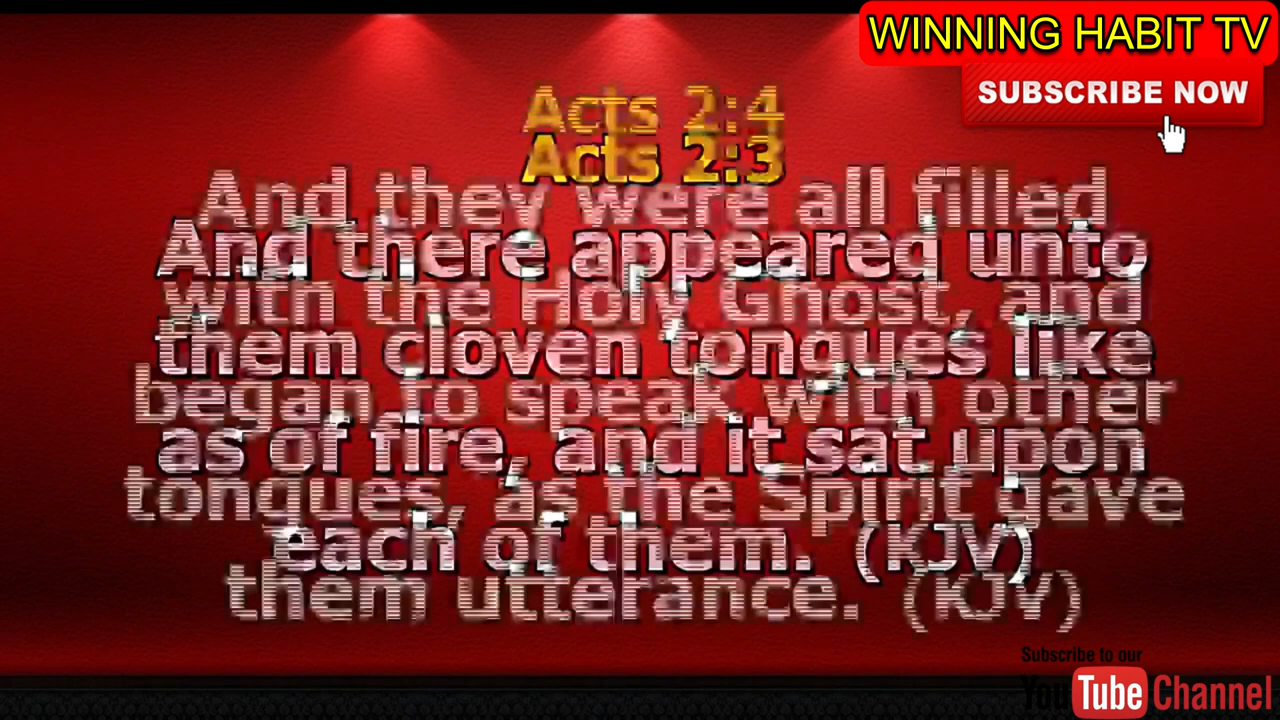 WINNING HABIT TV
SUBSCRIBE NOW
Acts 2:4
Acts 2:3
And they were all filled
And there appeared unto
with the Holy Ghost, and
them cloven tongues like
began to speak with other
as of fire, and it sat upon
tongues, as the Spirit gave
each of them. (KJV)
them utterance. (KJV)
Subscribe to our
YouTube Channel